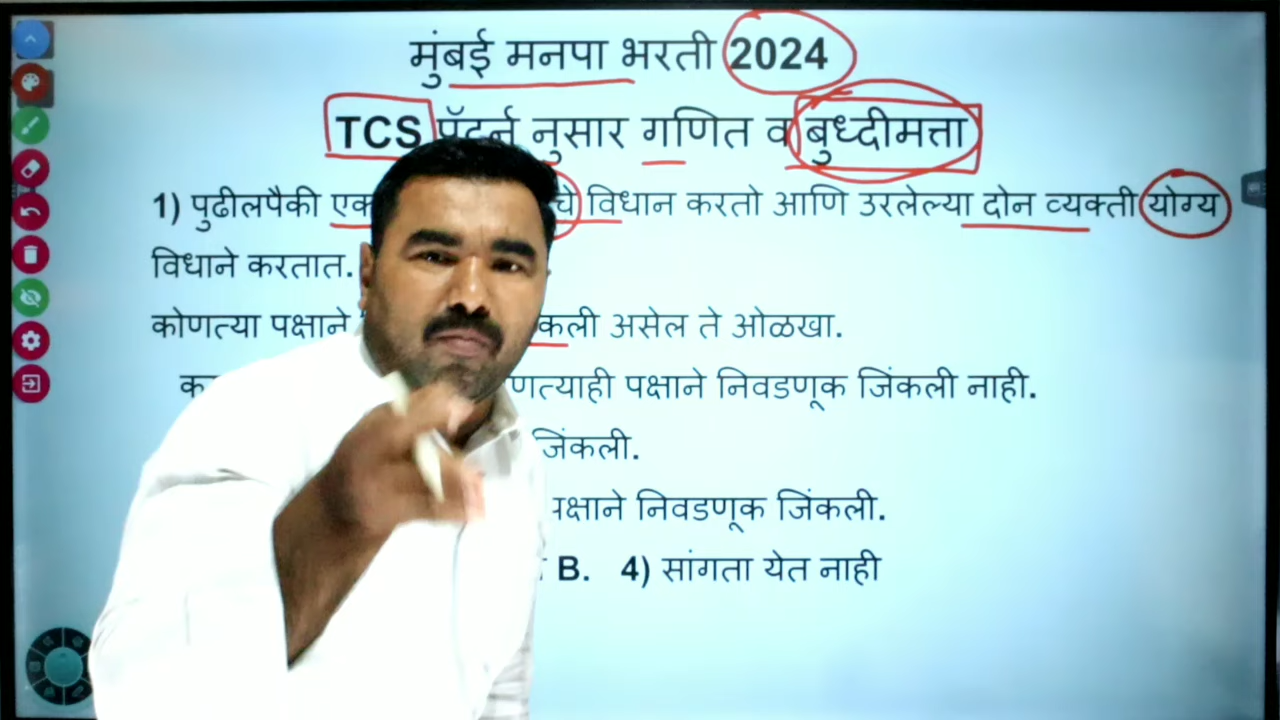 मुंबई मनपा भरती 2024
TCS पॅटर्न नुसार गणित व बुध्दीमत्ता
1) पुढीलपैकी एक चे विधान करतो आणि उरलेल्या दोन व्यक्ती योग्य
विधाने करतात.
कोणत्या पक्षाने कली असेल ते ओळखा.
णत्याही पक्षाने निवडणूक जिंकली नाही.
जिंकली.
पक्षाने निवडणूक जिंकली.
B. 4) सांगता येत नाही